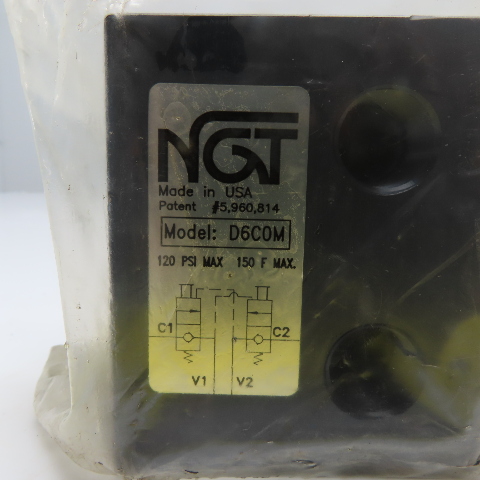 NGT
Made in USA
Patent #5,960,814
Model: D6C0M
120 PSI MAX 150 F MAX.
C1 C2
V1 V2